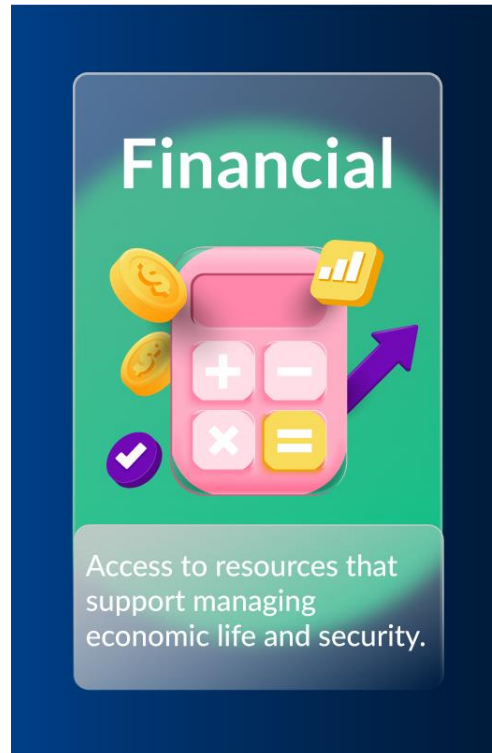 Financial
Access to resources that
support managing
economic life and security.